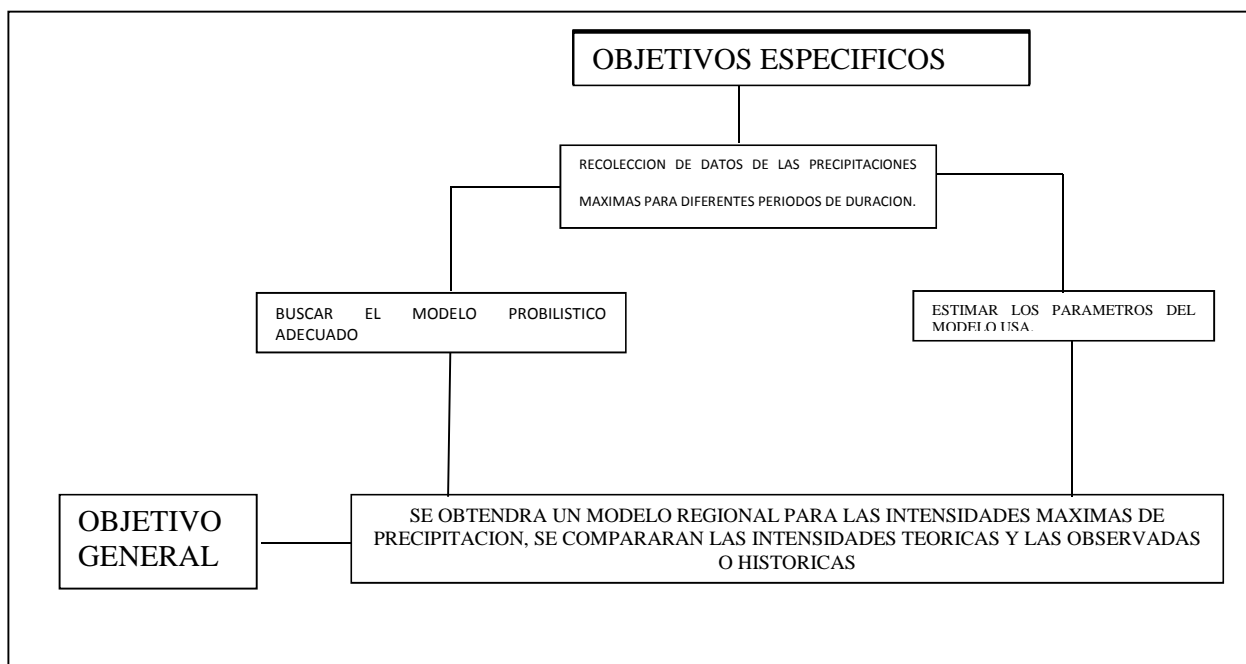 OBJETIVOS ESPECIFICOS
RECOLECCION DE DATOS DE LAS PRECIPITACIONES
MAXIMAS PARA DIFERENTES PERIODOS DE DURACION.
BUSCAR EL MODELO PROBILISTICO
ADECUADO
ESTIMAR LOS PARAMETROS DEL
MODELO USA.
OBJETIVO
GENERAL
SE OBTENDRA UN MODELO REGIONAL PARA LAS INTENSIDADES MAXIMAS DE
PRECIPITACION, SE COMPARARAN LAS INTENSIDADES TEORICAS Y LAS OBSERVADAS
O HISTORICAS